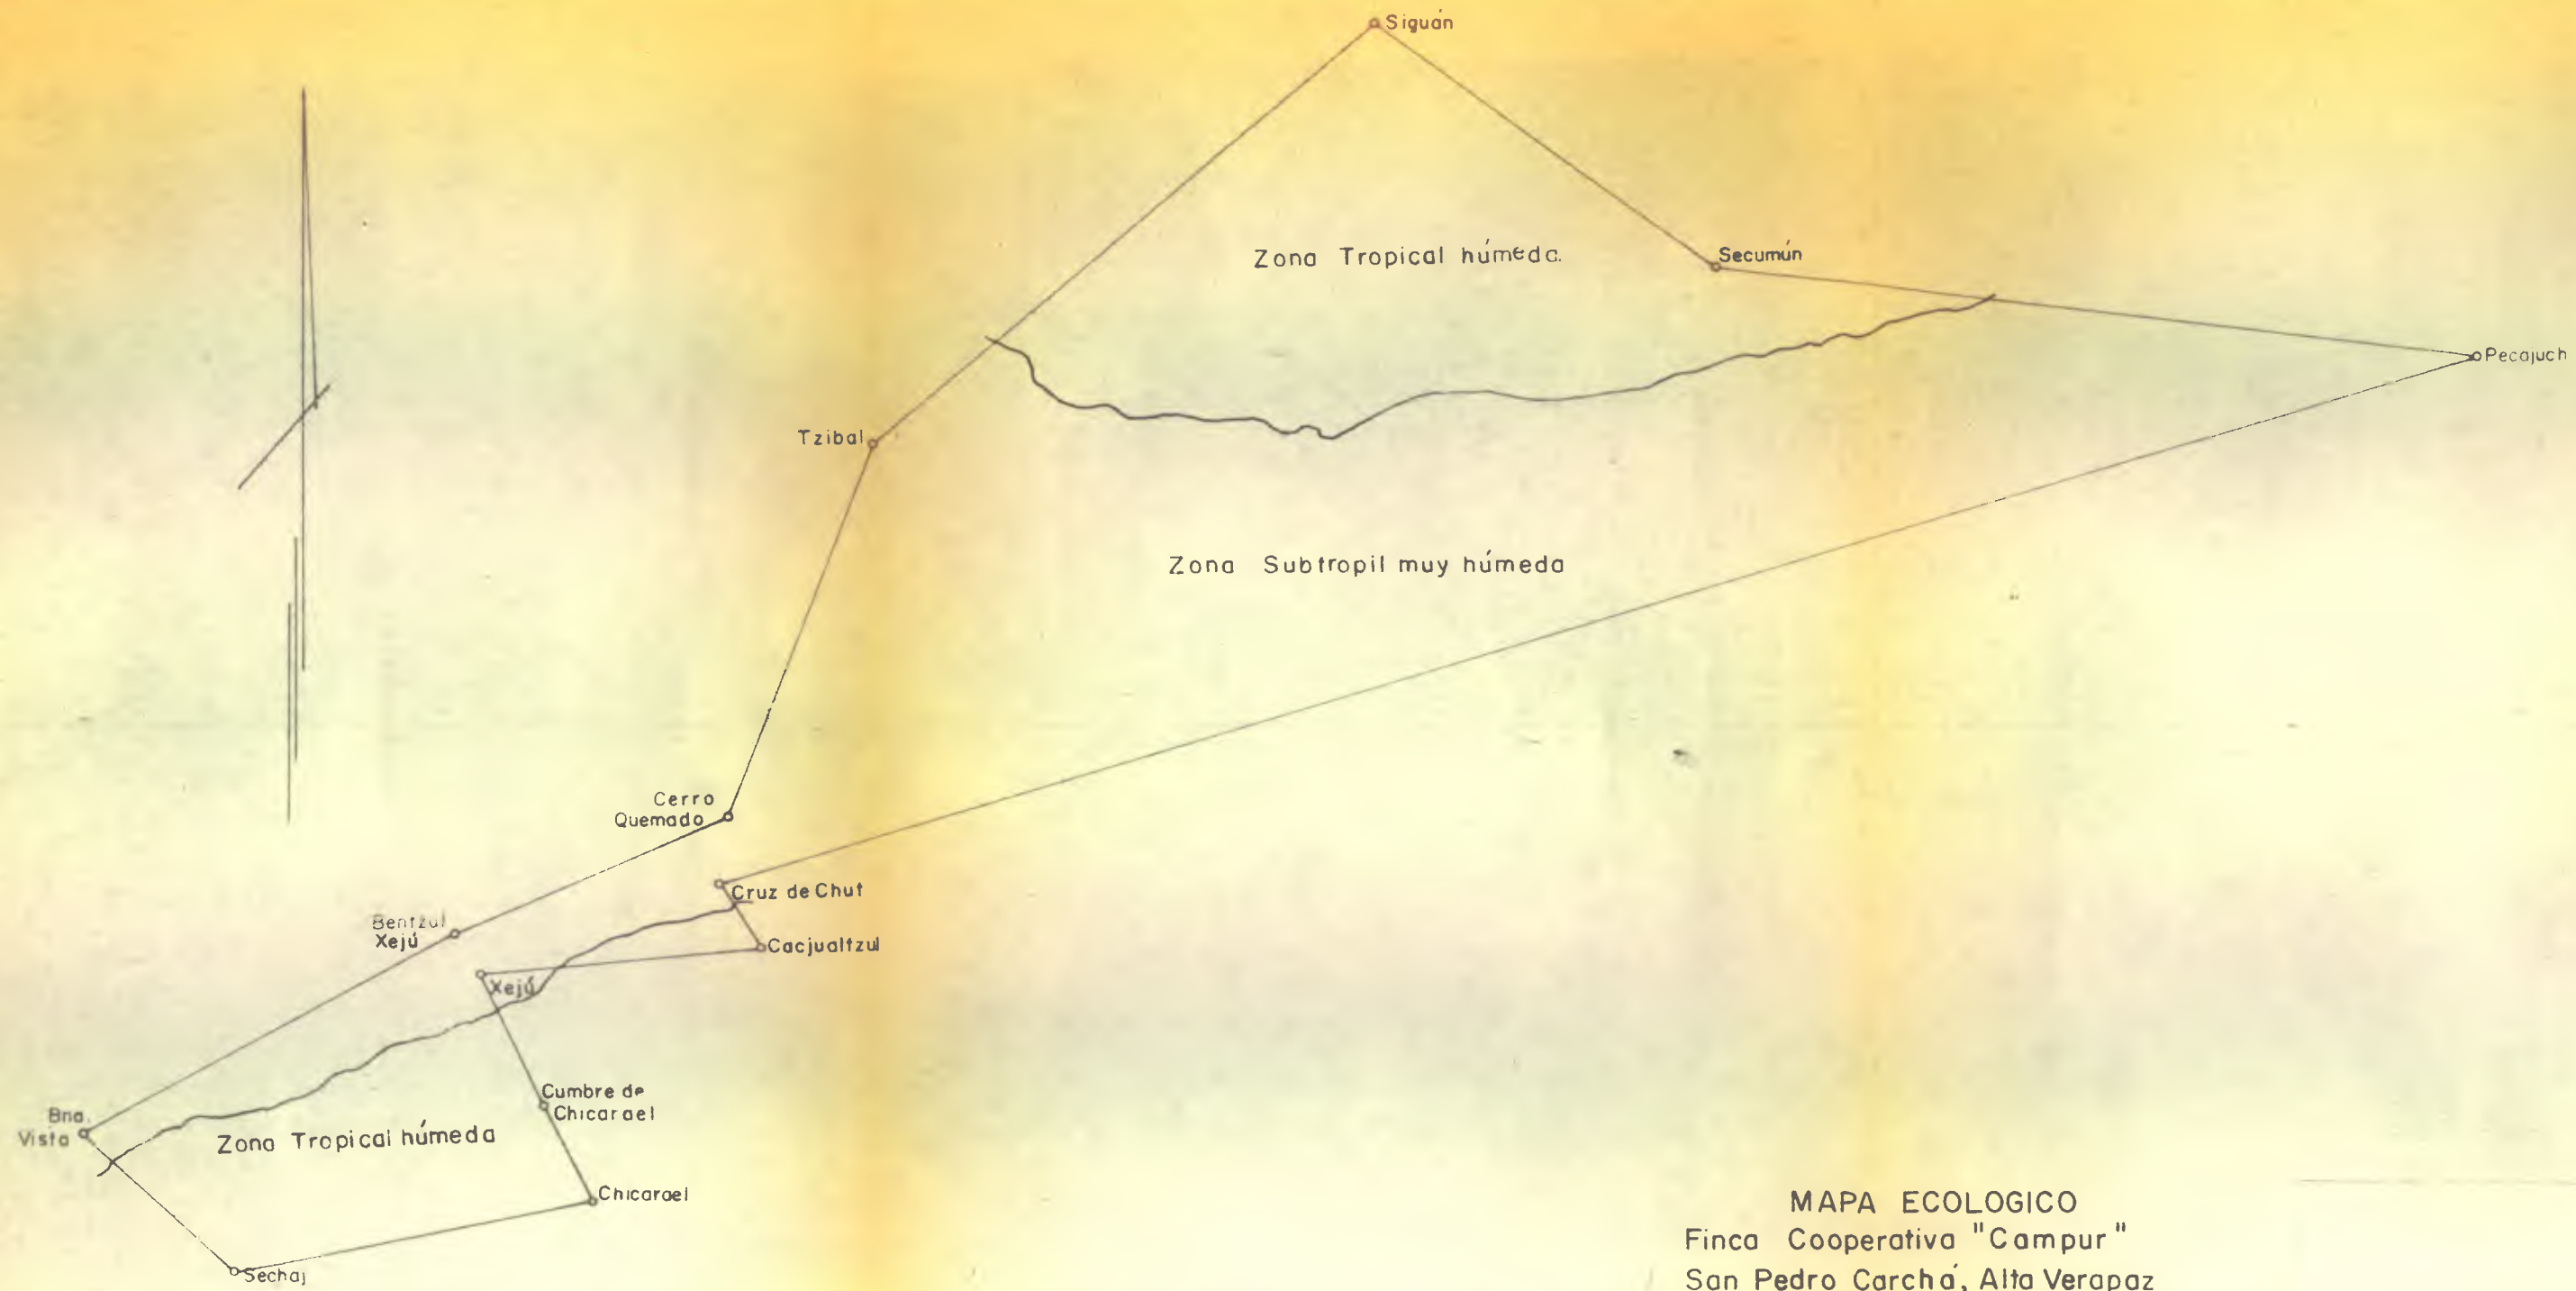 Siguán
Zona Tropical húmeda.
Secumún
Pecajuch
Tzibal
Zona Subtropil muy húmeda
Cerro
Quemado
Cruz de Chut
Bentzul
Xejú
Cacjualtzul
Xejú
Cumbre de
Chicarael
Bna.
Vista
Zona Tropical húmeda
Chicarael
Sechaj
MAPA ECOLOGICO
Finca Cooperativa "Campur"
San Pedro Carchá, Alta Verapaz